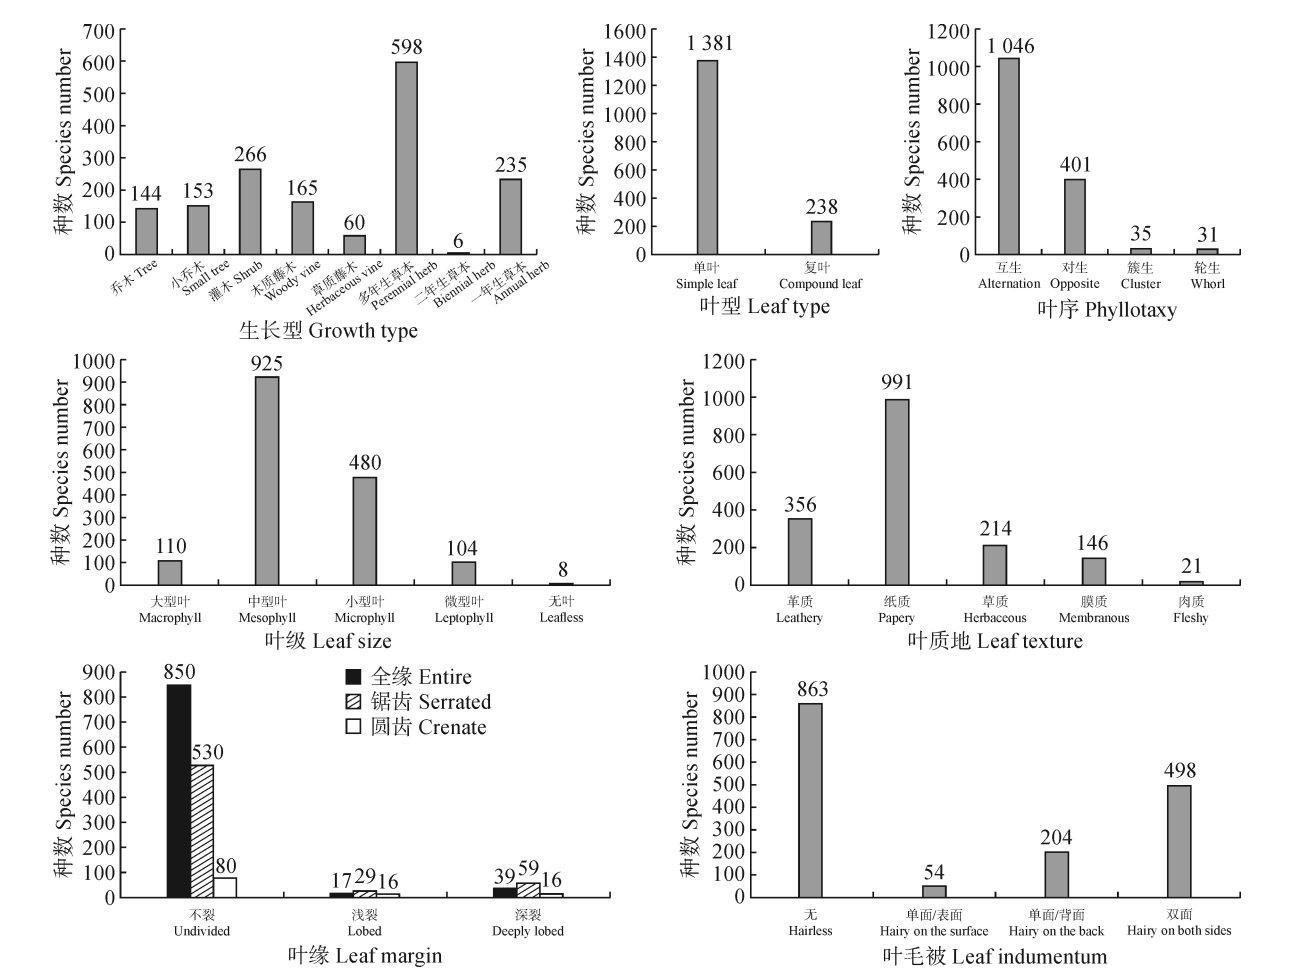 种数 Species number
700
600
500
400
300
200
100
0
144
153
266
165
60
598
6
235
乔木 Tree
小乔木
Small tree
灌木 Shrub
木质藤木
Woody vine
草质藤木
Herbaceous vine
多年生草本
Perennial herb
二年生草本
Biennial herb
一年生草本
Annual herb
生长型 Growth type
种数 Species number
1600
1400
1200
1000
800
600
400
200
0
1 381
238
单叶
Simple leaf
复叶
Compound leaf
叶型 Leaf type
种数 Species number
1200
1000
800
600
400
200
0
1 046
401
35
31
互生
Alternation
对生
Opposite
簇生
Cluster
轮生
Whorl
叶序 Phyllotaxy
种数 Species number
1000
900
800
700
600
500
400
300
200
100
0
110
925
480
104
8
大型叶
Macrophyll
中型叶
Mesophyll
小型叶
Microphyll
微型叶
Leptophyll
无叶
Leafless
叶级 Leaf size
种数 Species number
1200
1000
800
600
400
200
0
356
991
214
146
21
革质
Leathery
纸质
Papery
草质
Herbaceous
膜质
Membranous
肉质
Fleshy
叶质地 Leaf texture
种数 Species number
900
800
700
600
500
400
300
200
100
0
全缘 Entire
锯齿 Serrated
圆齿 Crenate
850
530
80
17
29
16
39
59
16
不裂
Undivided
浅裂
Lobed
深裂
Deeply lobed
叶缘 Leaf margin
种数 Species number
1000
900
800
700
600
500
400
300
200
100
0
863
54
204
498
无
Hairless
单面/表面
Hairy on the surface
单面/背面
Hairy on the back
双面
Hairy on both sides
叶毛被 Leaf indumentum